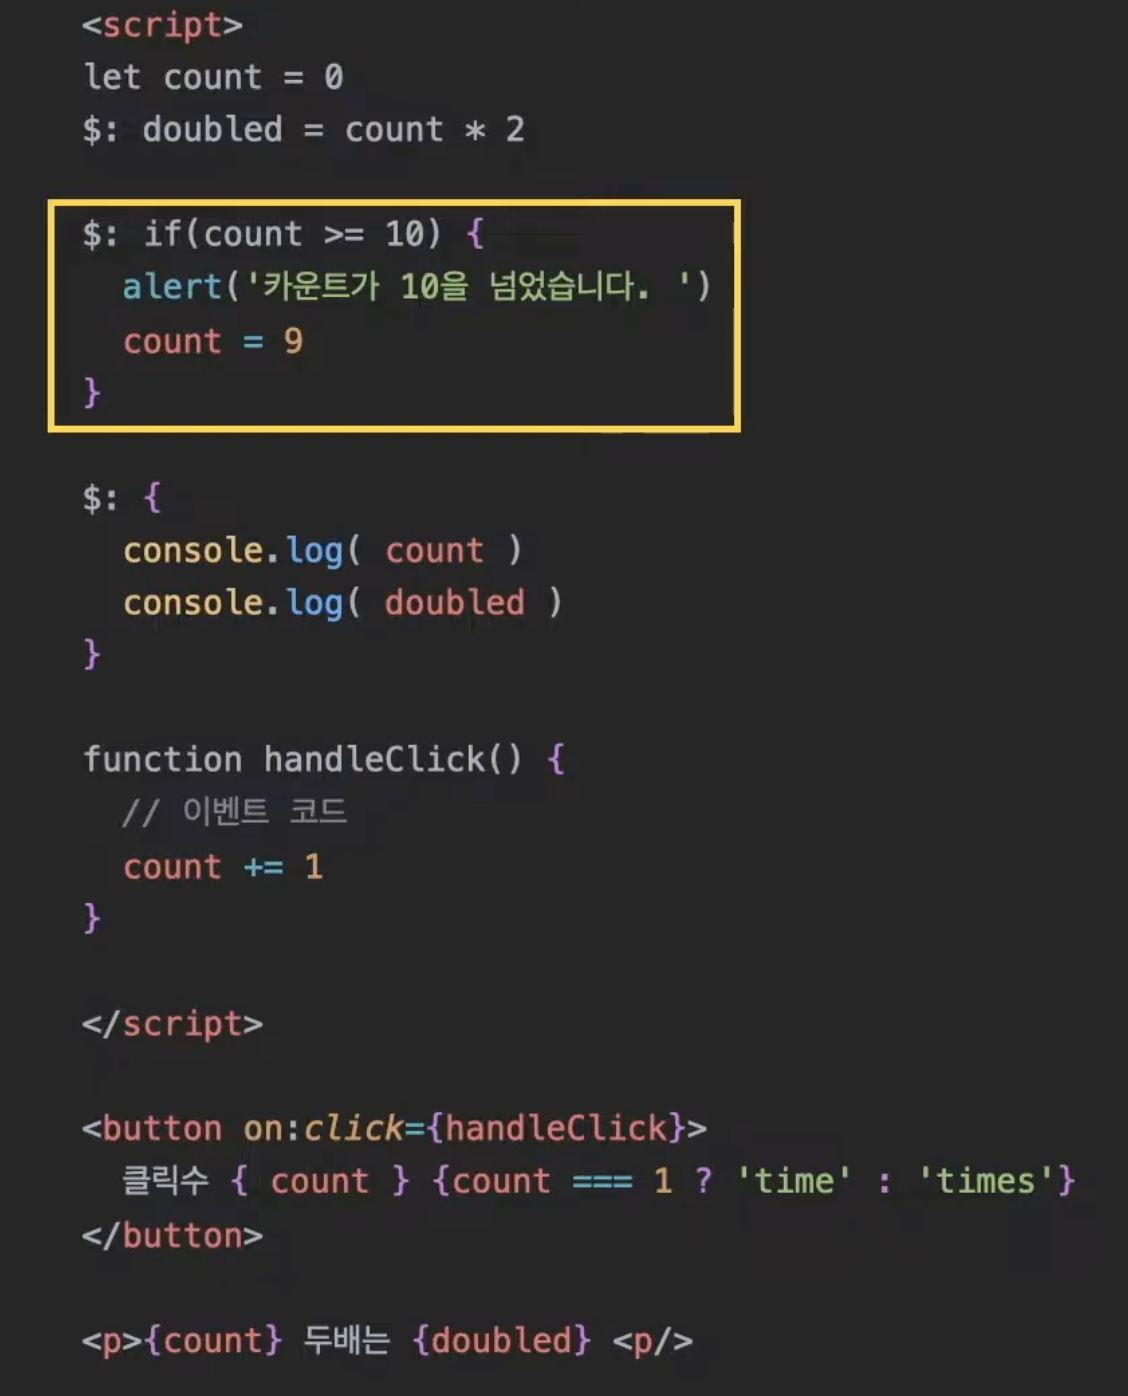 <script>
let count = 0
$: doubled = count * 2
$: if(count >= 10) {
alert('카운트가 10을 넘었습니다. ')
count = 9
}
$: {
console.log( count )
console.log( doubled )
}
function handleClick() {
// 이벤트 코드
count += 1
}
</script>
<button on:click={handleClick}>
클릭수 { count } {count === 1 ? 'time' : 'times'}
</button>
<p>{count} 두배는 {doubled} <p/>